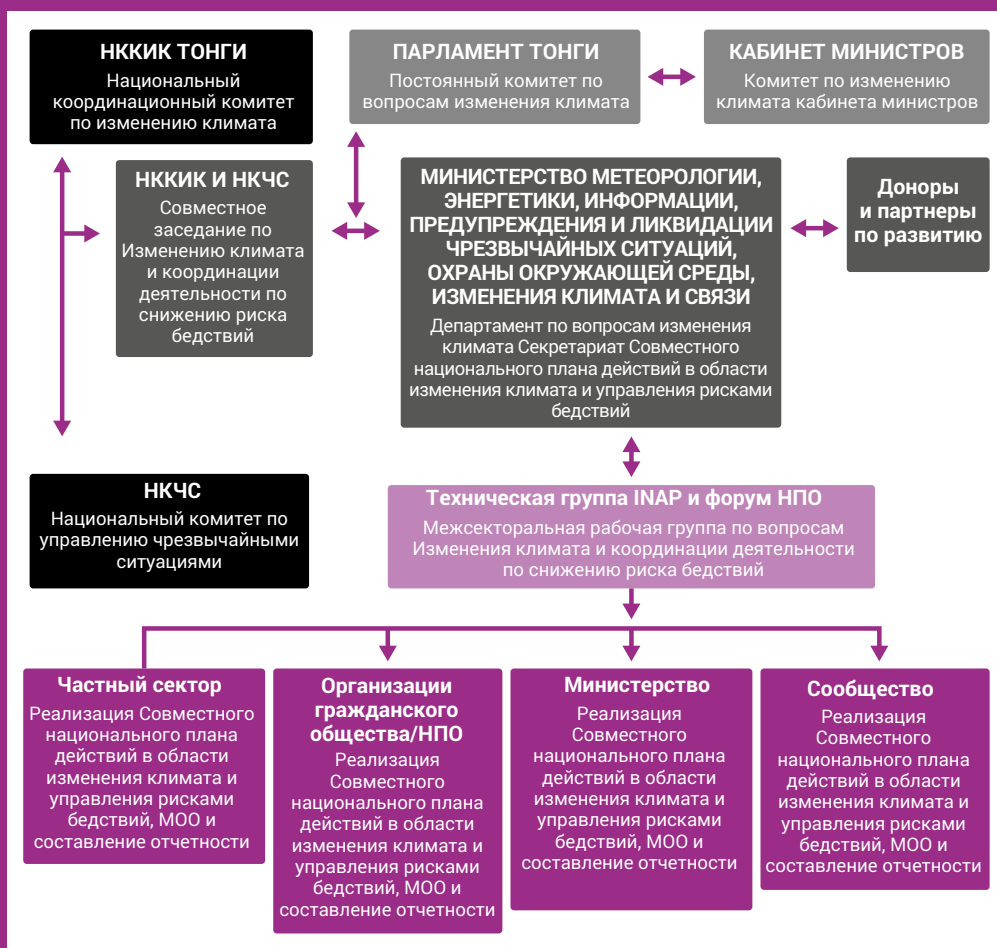 НККИК ТОНГИ
Национальный
координационный комитет
по изменению климата
ПАРЛАМЕНТ ТОНГИ
Постоянный комитет по
вопросам изменения климата
КАБИНЕТ МИНИСТРОВ
Комитет по изменению
климата кабинета министров
НККИК И НКЧС
Совместное
заседание по
Изменению климата
и координации
деятельности по
снижению риска
бедствий
МИНИСТЕРСТВО МЕТЕОРОЛОГИИ,
ЭНЕРГЕТИКИ, ИНФОРМАЦИИ,
ПРЕДУПРЕЖДЕНИЯ И ЛИКВИДАЦИИ
ЧРЕЗВЫЧАЙНЫХ СИТУАЦИЙ,
ОХРАНЫ ОКРУЖАЮЩЕЙ СРЕДЫ,
ИЗМЕНЕНИЯ КЛИМАТА И СВЯЗИ
Департамент по вопросам изменения
климата Секретариат Совместного
национального плана действий в области
изменения климата и управления рисками
бедствий
Доноры
и партнеры
по развитию
НКЧС
Национальный комитет по
управлению чрезвычайными
ситуациями
Техническая группа INAP и форум НПО
Межсекторальная рабочая группа по вопросам
Изменения климата и координации деятельности
по снижению риска бедствий
Частный сектор
Реализация Совместного
национального плана
действий в области
изменения климата и
управления рисками
бедствий, МОО и
составление отчетности
Организации
гражданского
общества/НПО
Реализация
Совместного
национального плана
действий в области
изменения климата и
управления рисками
бедствий, МОО и
составление отчетности
Министерство
Реализация
Совместного
национального плана
действий в области
изменения климата и
управления рисками
бедствий, МОО и
составление отчетности
Сообщество
Реализация
Совместного
национального плана
действий в области
изменения климата и
управления рисками
бедствий, МОО и
составление отчетности